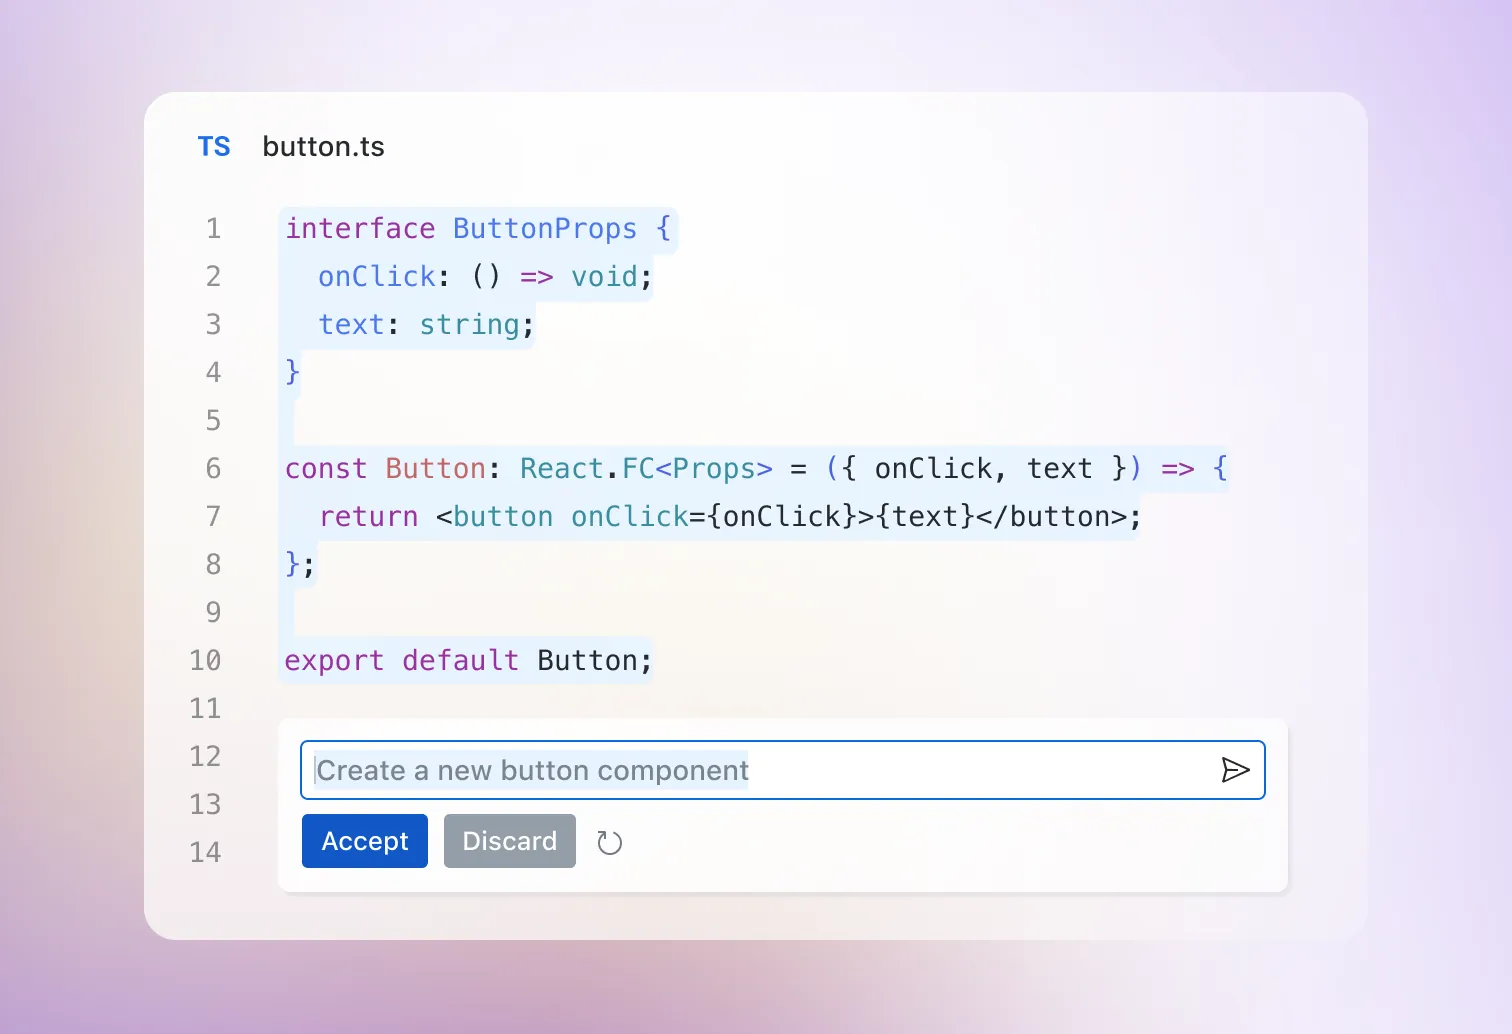 TS button.ts
1 interface ButtonProps {
2   onClick: () => void;
3   text: string;
4 }
5
6 const Button: React.FC<Props> = ({ onClick, text }) => {
7   return <button onClick={onClick}>{text}</button>;
8 };
9
10 export default Button;
11
12
13
14
Create a new button component
Accept Discard